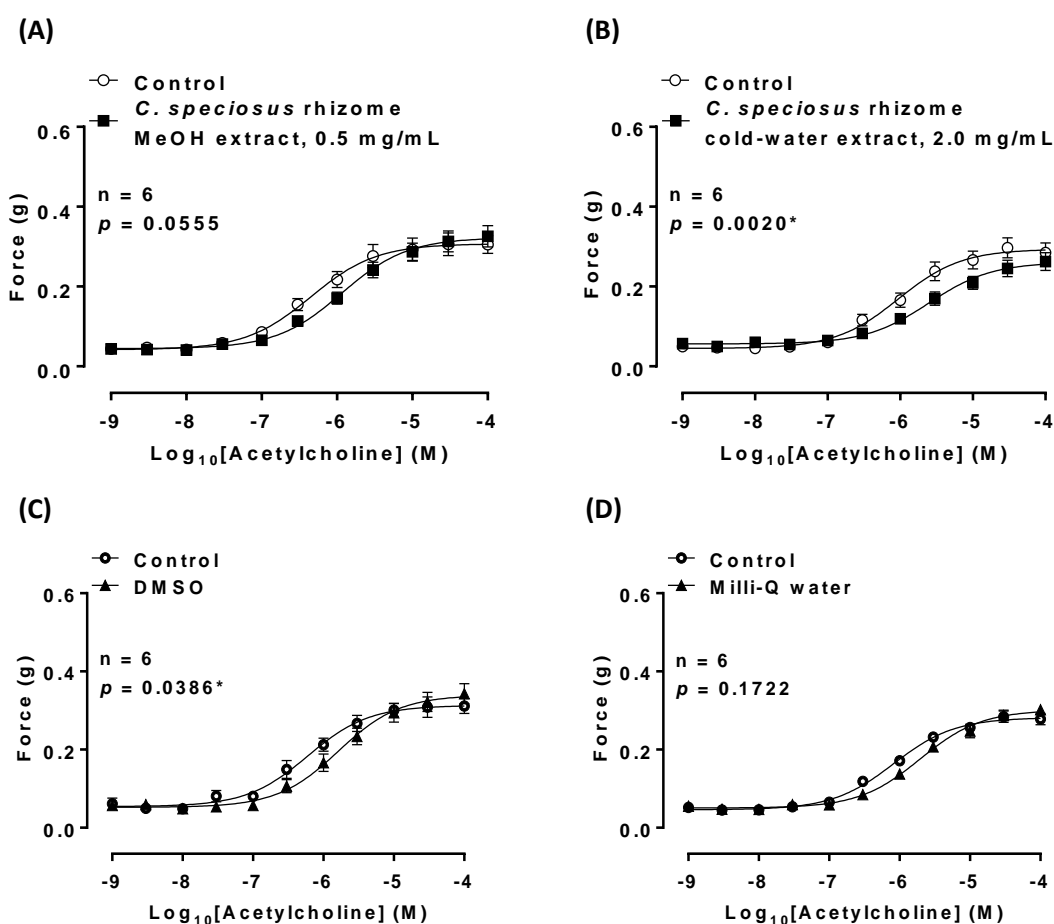 (A)
Control
C. speciosus rhizome
MeOH extract, 0.5 mg/mL
0.6
n = 6
p = 0.0555
0.4
0.2
0.0
Force (g)
-9 -8 -7 -6 -5 -4
Log10[Acetylcholine] (M)
(B)
Control
C. speciosus rhizome
cold-water extract, 2.0 mg/mL
0.6
n = 6
p = 0.0020*
0.4
0.2
0.0
Force (g)
-9 -8 -7 -6 -5 -4
Log10[Acetylcholine] (M)
(C)
Control
DMSO
0.6
n = 6
p = 0.0386*
0.4
0.2
0.0
Force (g)
-9 -8 -7 -6 -5 -4
Log10[Acetylcholine] (M)
(D)
Control
Milli-Q water
0.6
n = 6
p = 0.1722
0.4
0.2
0.0
Force (g)
-9 -8 -7 -6 -5 -4
Log10[Acetylcholine] (M)